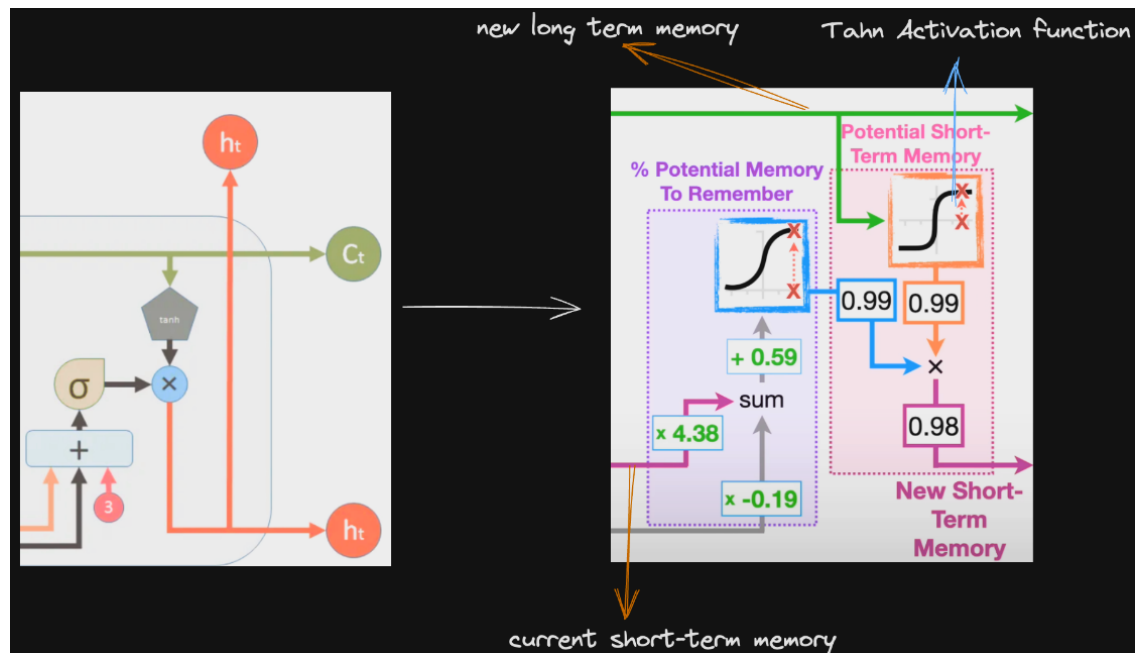 new long term memory
Tahn Activation function
hₜ
Cₜ
tanh
σ
×
+
3
hₜ
Potential Short-
Term Memory
% Potential Memory
To Remember
0.99
0.99
+ 0.59
×
sum
x 4.38
0.98
x -0.19
New Short-
Term
Memory
current short-term memory